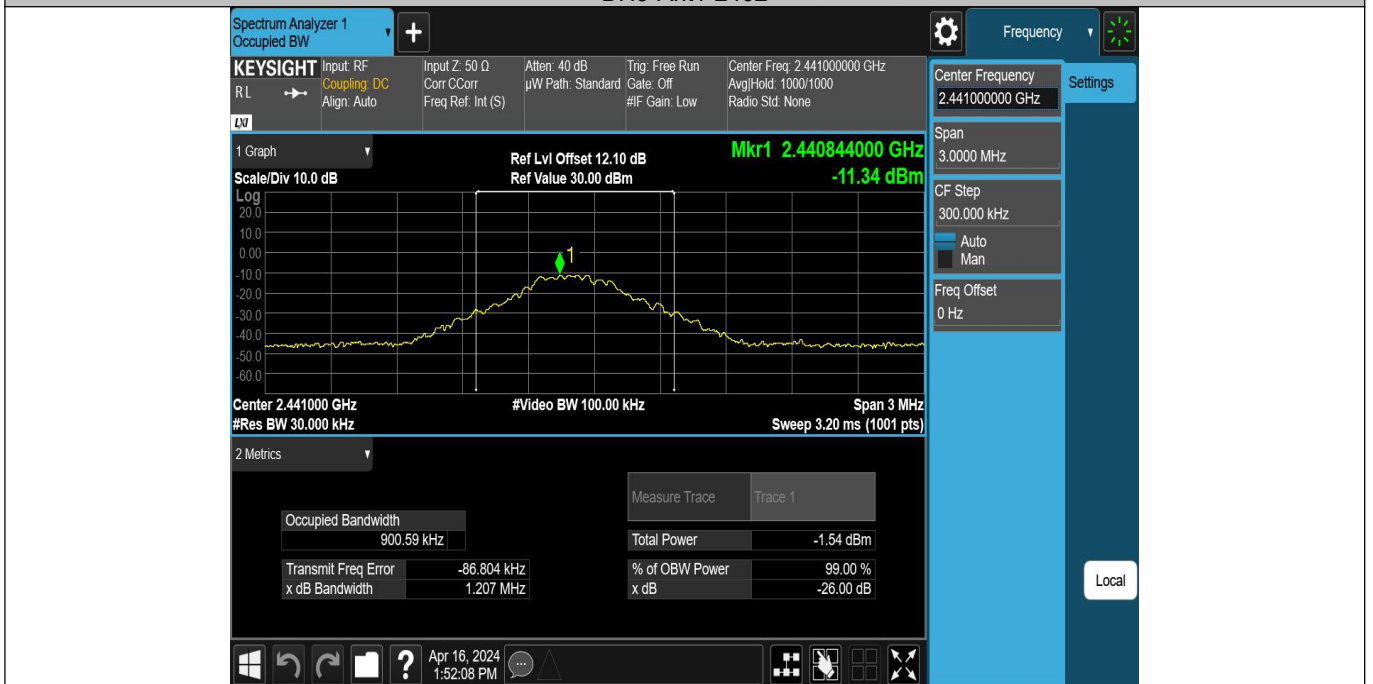 Spectrum Analyzer 1
Occupied BW
Frequency
KEYSIGHT
R L
LXI
Input: RF
Coupling: DC
Align: Auto
Input Z: 50 Ω
Corr CCorr
Freq Ref: Int (S)
Atten: 40 dB
µW Path: Standard
Trig: Free Run
Gate: Off
#IF Gain: Low
Center Freq: 2.441000000 GHz
Avg|Hold: 1000/1000
Radio Std: None
Center Frequency
2.441000000 GHz
Settings
Span
3.0000 MHz
CF Step
300.000 kHz
Auto
Man
Freq Offset
0 Hz
Local
1 Graph
Scale/Div 10.0 dB
Ref Lvl Offset 12.10 dB
Ref Value 30.00 dBm
Mkr1 2.440844000 GHz
-11.34 dBm
Log
20.0
10.0
0.00
-10.0
-20.0
-30.0
-40.0
-50.0
-60.0
1
Center 2.441000 GHz
#Video BW 100.00 kHz
Span 3 MHz
#Res BW 30.000 kHz
Sweep 3.20 ms (1001 pts)
2 Metrics
Measure Trace Trace 1
Occupied Bandwidth
900.59 kHz
Total Power -1.54 dBm
Transmit Freq Error -86.804 kHz
% of OBW Power 99.00 %
x dB Bandwidth 1.207 MHz
x dB -26.00 dB
?
Apr 16, 2024
1:52:08 PM